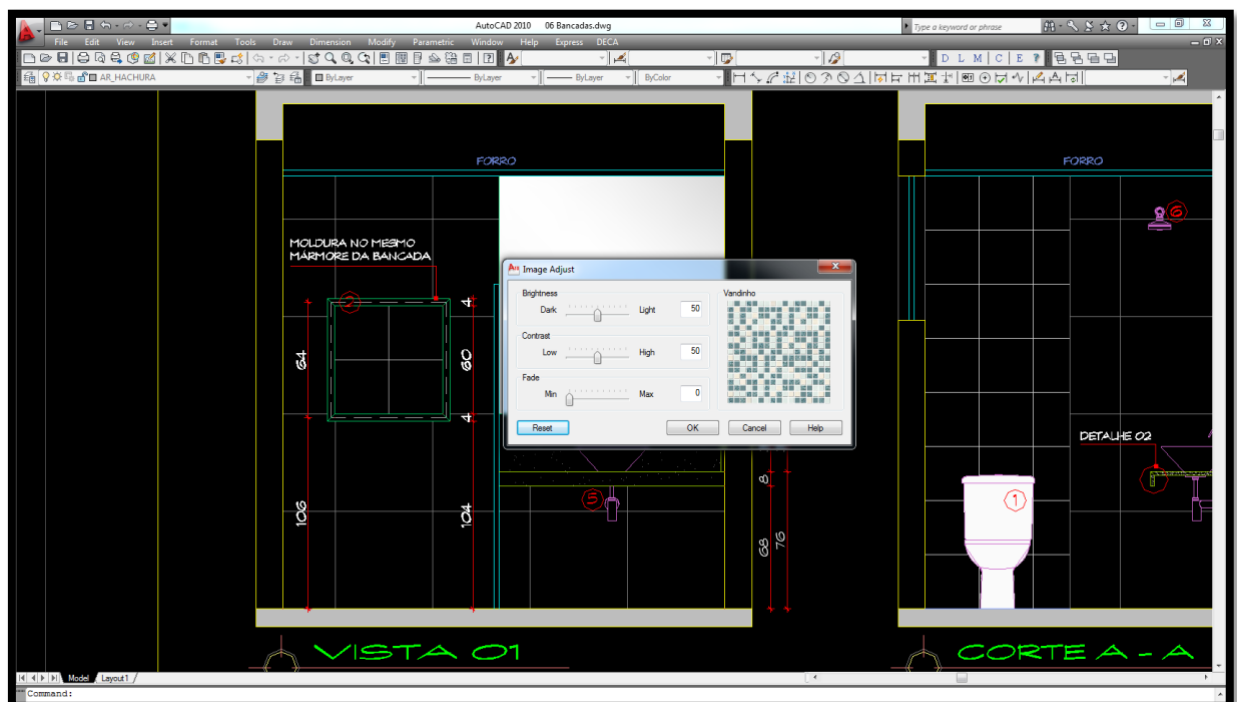 AutoCAD 2010 06 Bancadas.dwg
Type a keyword or phrase
File Edit View Insert Format Tools Draw Dimension Modify Parametric Window Help Express DECA
D L M C E ?
AR_HACHURA
ByLayer
ByLayer
ByLayer
ByColor
FORRO
FORRO
6
MOLDURA NO MESMO
MÁRMORE DA BANCADA
2
4
64
60
4
106
104
Image Adjust
Brightness
Dark
Light
50
Contrast
Low
High
50
Fade
Min
Max
0
Vandinho
Reset
OK
Cancel
Help
8
5
68
76
DETALHE 02
1
VISTA 01
CORTE A - A
Model
Layout1
Command: